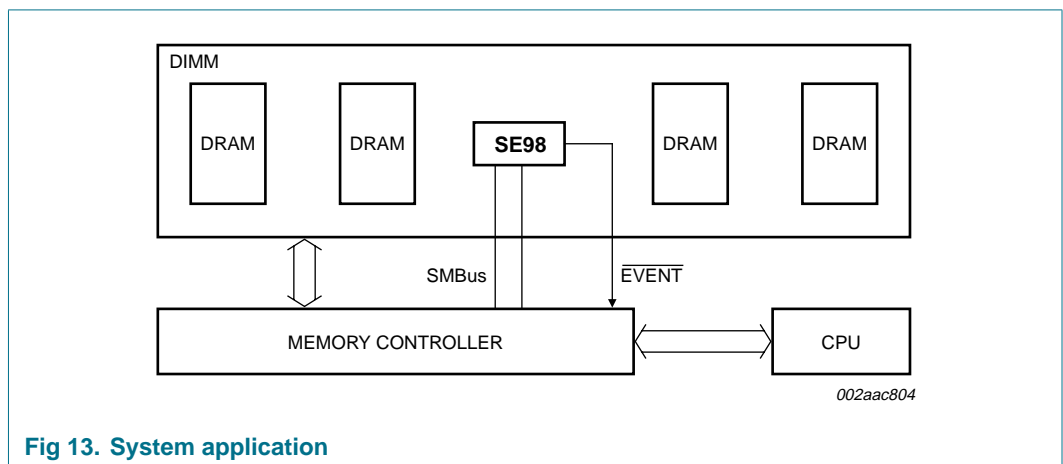 DIMM
DRAM
DRAM
SE98
DRAM
DRAM
SMBus
EVENT
MEMORY CONTROLLER
CPU
002aac804
Fig 13. System application